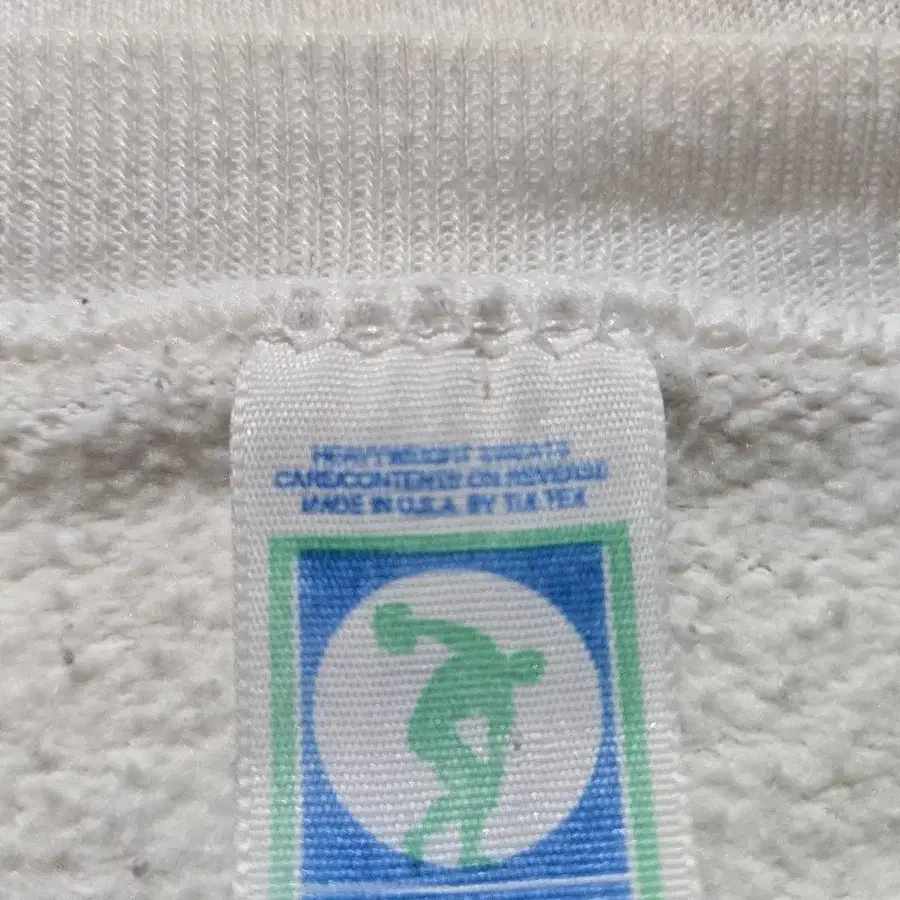 HEAVYWEIGHT SWEATS
CARE/CONTENTS ON REVERSE
MADE IN U.S.A. BY TULTEX